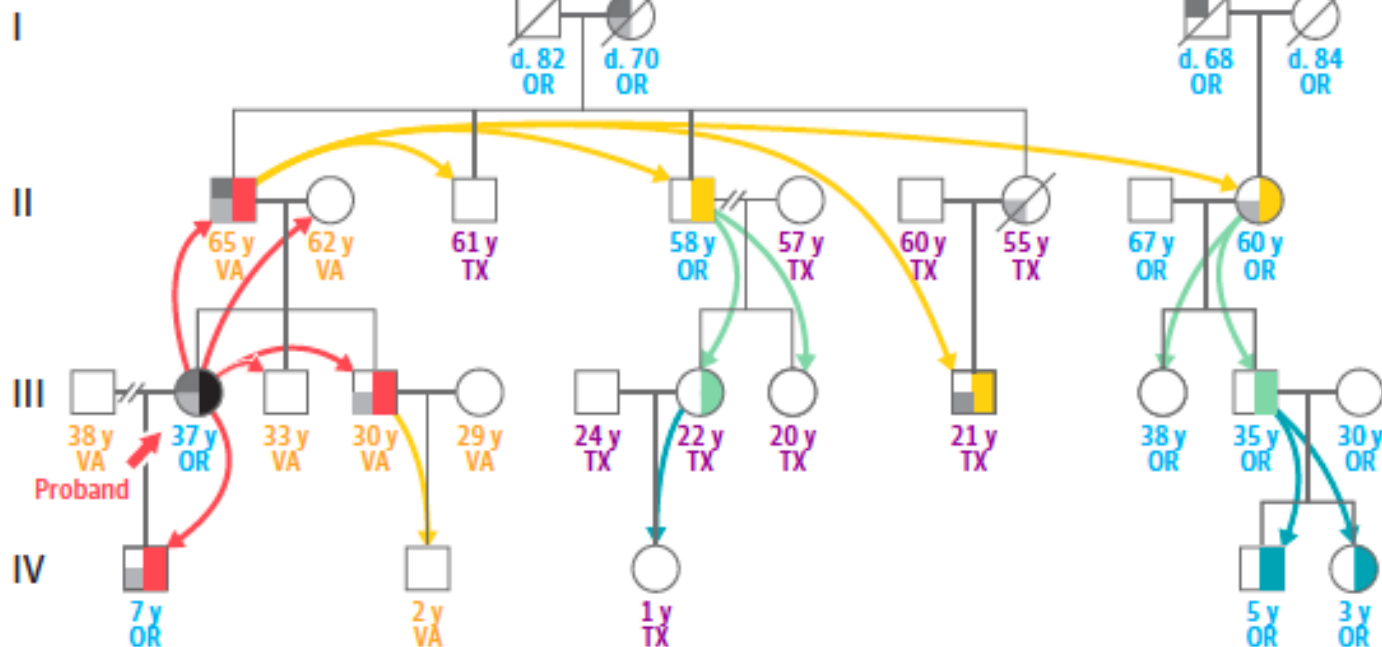 I
d. 82 d. 70 d. 68 d. 84
OR OR OR OR
II
65 y 62 y 61 y 58 y 57 y 60 y 55 y 67 y 60 y
VA VA TX OR TX TX TX OR OR
III
38 y 37 y 33 y 30 y 29 y 24 y 22 y 20 y 21 y 38 y 35 y 30 y
VA OR VA VA VA TX TX TX TX OR OR OR
Proband
IV
7 y 2 y 1 y 5 y 3 y
OR VA TX OR OR